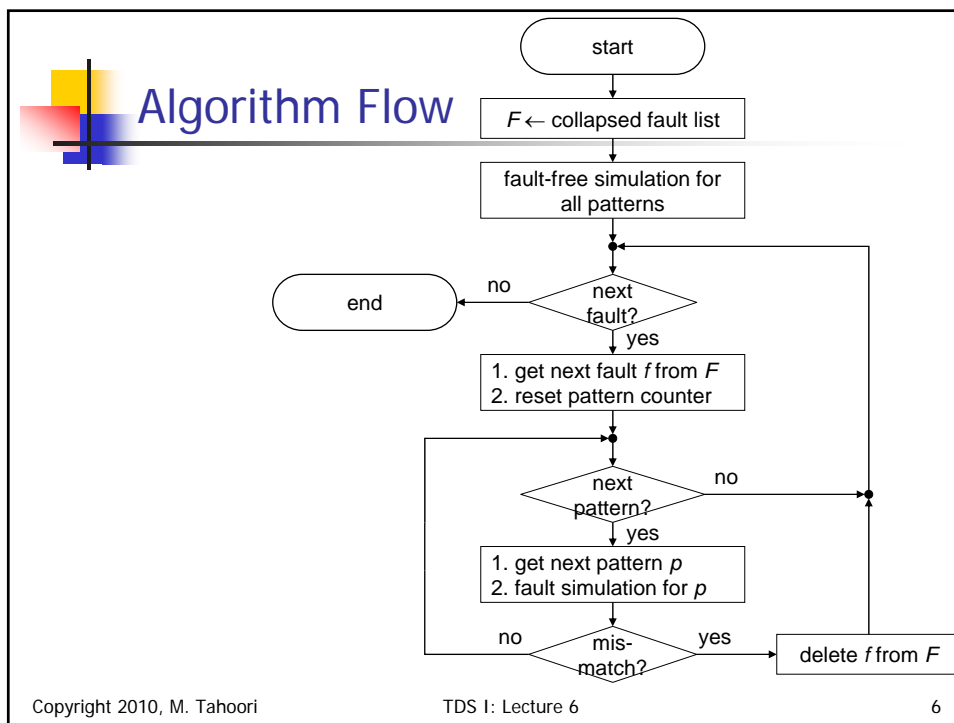 start
Algorithm Flow
F ← collapsed fault list
fault-free simulation for
all patterns
no
end
next
fault?
yes
1. get next fault f from F
2. reset pattern counter
next
pattern?
no
yes
1. get next pattern p
2. fault simulation for p
no
mis-
match?
yes
delete f from F
Copyright 2010, M. Tahoori
TDS I: Lecture 6
6